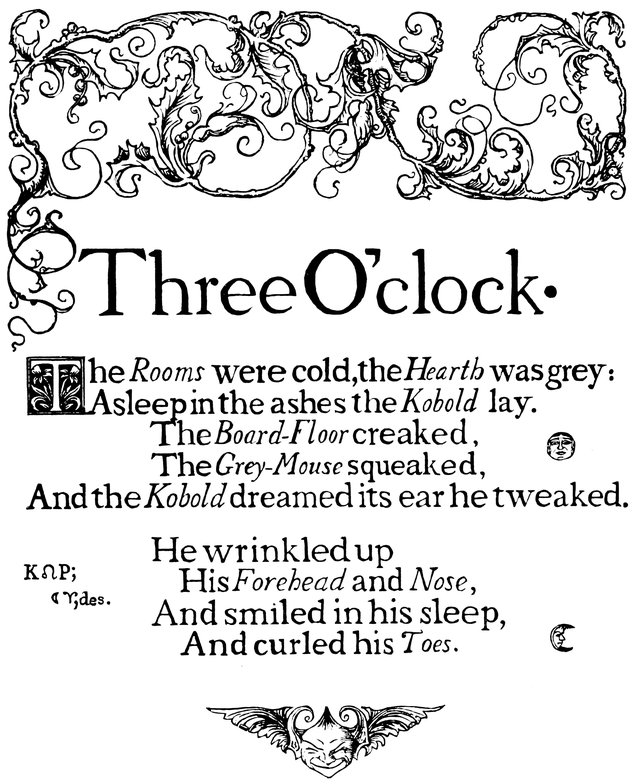 Three O'clock.
The Rooms were cold, the Hearth was grey:
Asleep in the ashes the Kobold lay.
The Board-Floor creaked,
The Grey-Mouse squeaked,
And the Kobold dreamed its ear he tweaked.
He wrinkled up
His Forehead and Nose,
And smiled in his sleep,
And curled his Toes.
KΩP;
des.